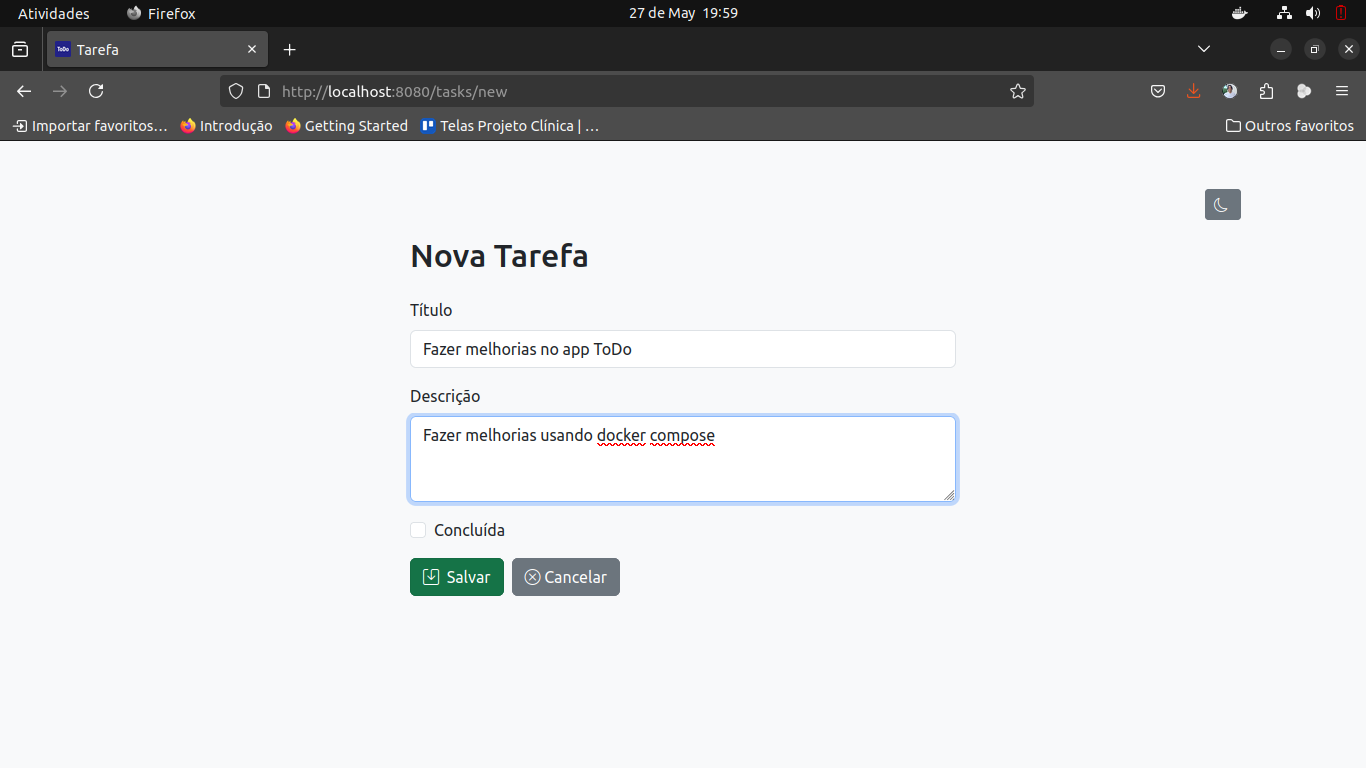 Atividades Firefox 27 de May 19:59
ToDo Tarefa
http://localhost:8080/tasks/new
Importar favoritos… Introdução Getting Started Telas Projeto Clínica | … Outros favoritos
Nova Tarefa
Título
Fazer melhorias no app ToDo
Descrição
Fazer melhorias usando docker compose
Concluída
Salvar Cancelar